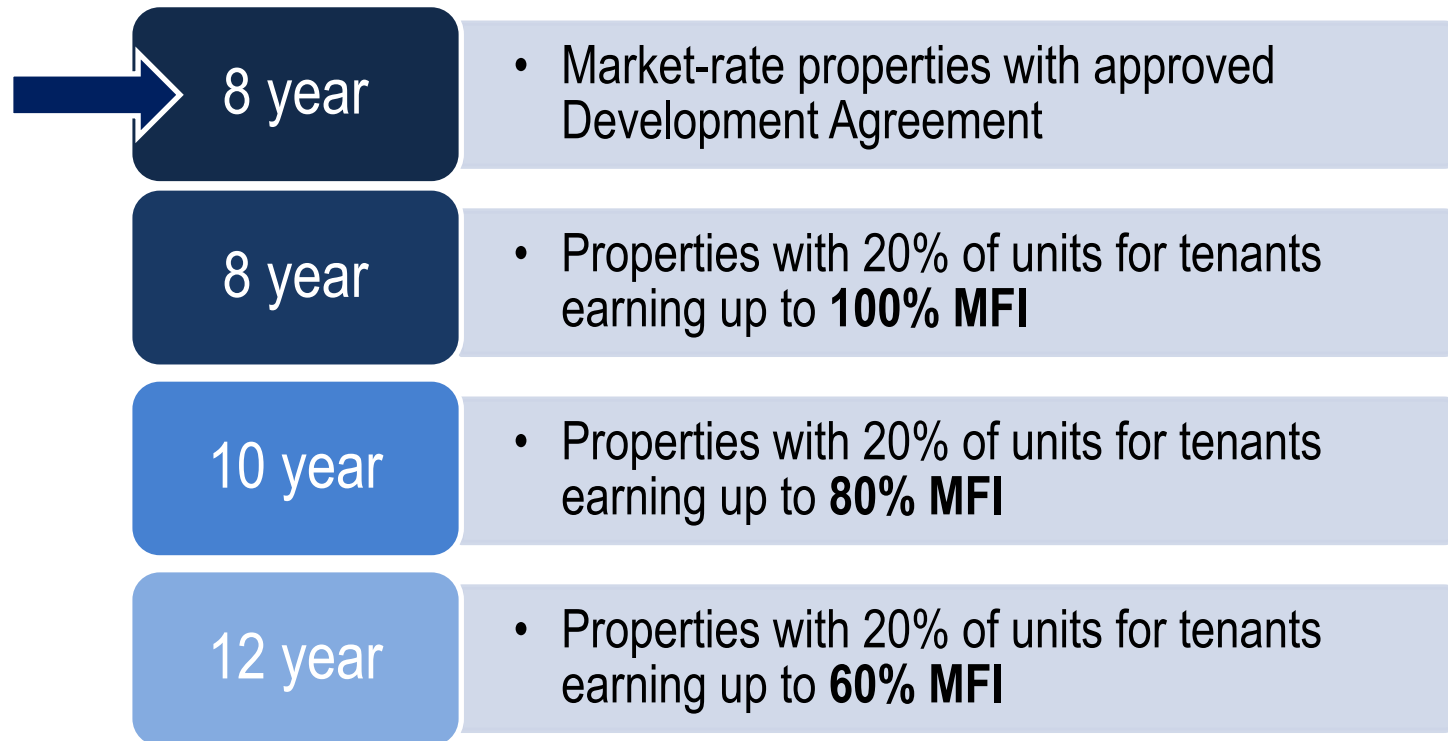 8 year
• Market-rate properties with approved
Development Agreement
8 year
• Properties with 20% of units for tenants
earning up to 100% MFI
10 year
• Properties with 20% of units for tenants
earning up to 80% MFI
12 year
• Properties with 20% of units for tenants
earning up to 60% MFI